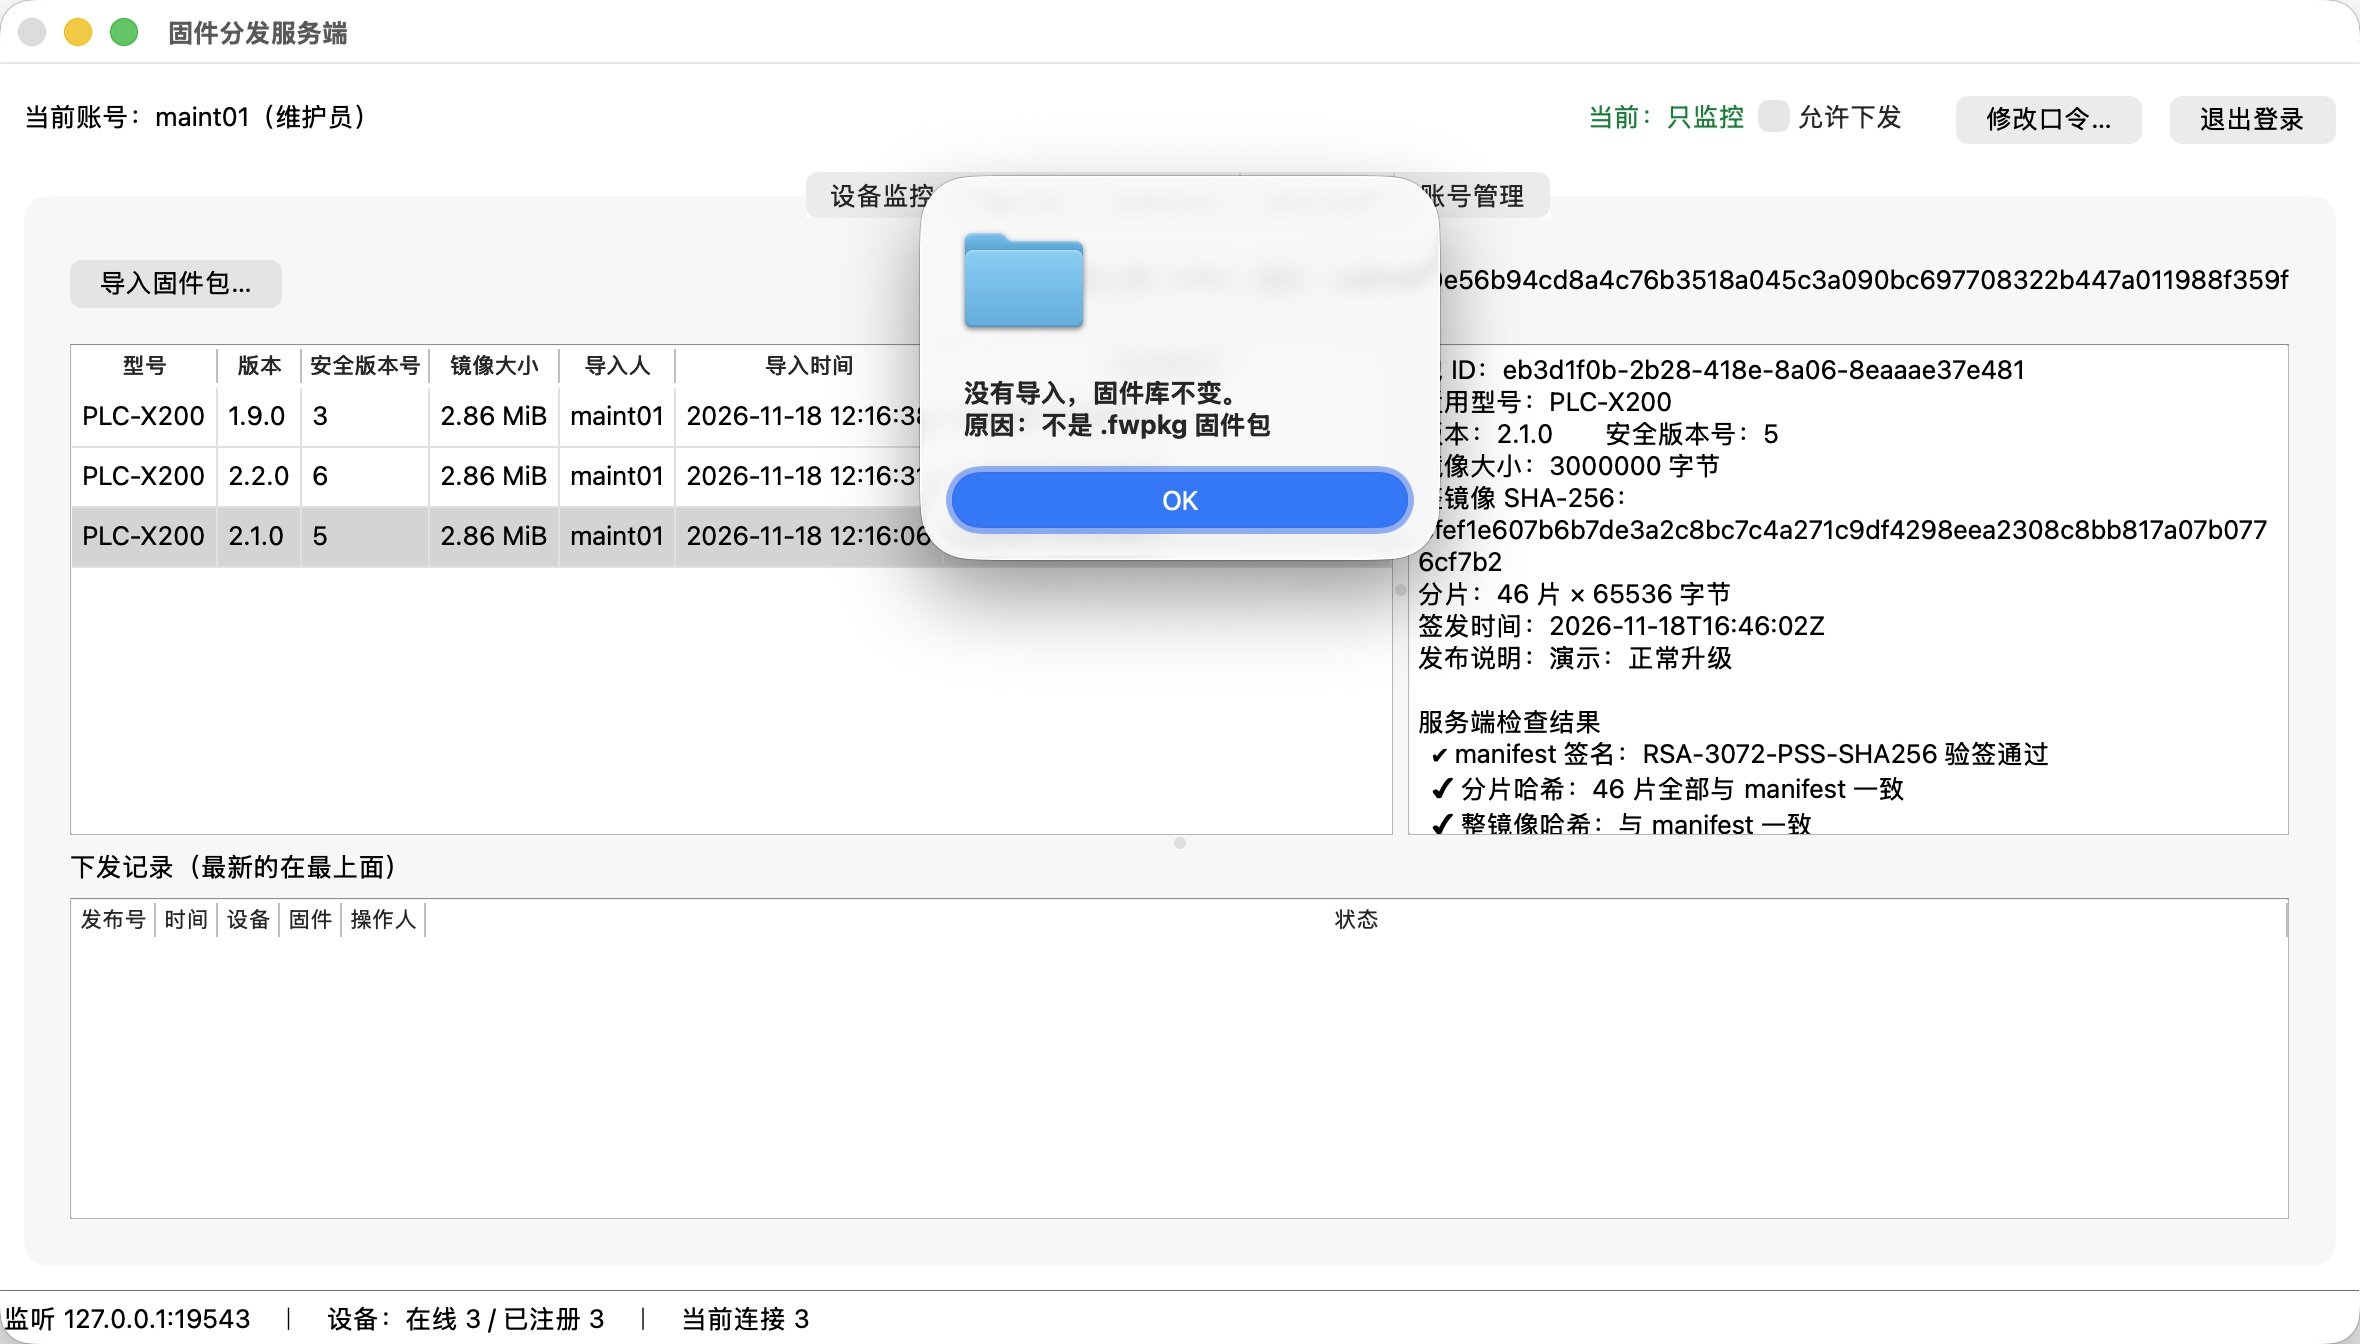 固件分发服务端
当前账号：maint01（维护员）
当前：只监控 允许下发 修改口令... 退出登录
设备监控 账号管理
导入固件包...
e56b94cd8a4c76b3518a045c3a090bc697708322b447a011988f359f
型号 版本 安全版本号 镜像大小 导入人 导入时间
PLC-X200 1.9.0 3 2.86 MiB maint01 2026-11-18 12:16:38
PLC-X200 2.2.0 6 2.86 MiB maint01 2026-11-18 12:16:31
PLC-X200 2.1.0 5 2.86 MiB maint01 2026-11-18 12:16:06
没有导入，固件库不变。
原因：不是 .fwpkg 固件包
OK
ID：eb3d1f0b-2b28-418e-8a06-8eaaae37e481
用型号：PLC-X200
本：2.1.0 安全版本号：5
像大小：3000000 字节
镜像 SHA-256：
fef1e607b6b7de3a2c8bc7c4a271c9df4298eea2308c8bb817a07b077
6cf7b2
分片：46 片 × 65536 字节
签发时间：2026-11-18T16:46:02Z
发布说明：演示：正常升级
服务端检查结果
✔ manifest 签名：RSA-3072-PSS-SHA256 验签通过
✔ 分片哈希：46 片全部与 manifest 一致
✔ 整镜像哈希：与 manifest 一致
下发记录（最新的在最上面）
发布号 时间 设备 固件 操作人 状态
监听 127.0.0.1:19543 | 设备：在线 3 / 已注册 3 | 当前连接 3